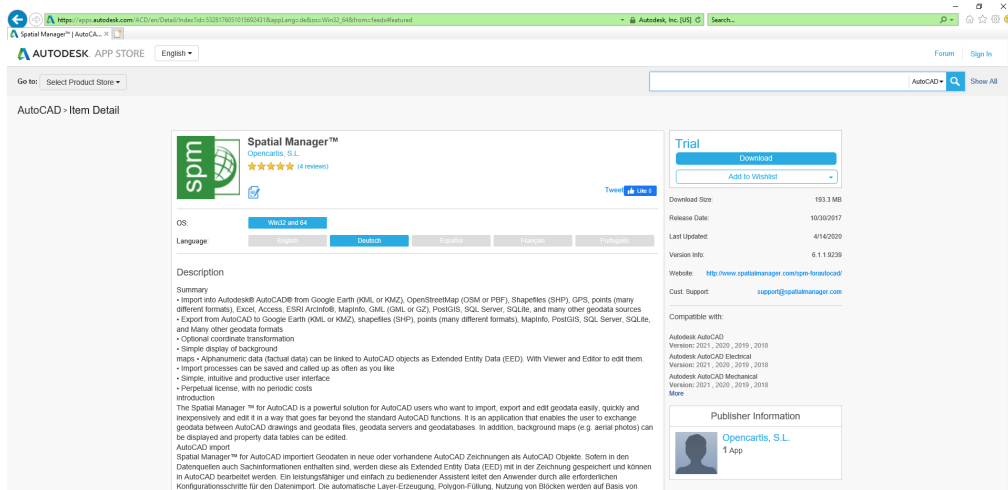 https://apps.autodesk.com/ACD/en/Detail/Index?id=5528176051015692431&appLang=de&os=Win32_64&from=feeds#featured
Autodesk, Inc. [US]
Search...
Spatial Manager™ | AutoCA...
AUTODESK APP STORE
English
Forum
Sign In
Go to:
Select Product Store
AutoCAD
Show All
AutoCAD > Item Detail
spm
Spatial Manager™
Opencartis, S.L.
(4 reviews)
Tweet
Like 0
OS:
Win32 and 64
Language:
English
Deutsch
Español
Français
Português
Description
Summary
• Import into Autodesk® AutoCAD® from Google Earth (KML or KMZ), OpenStreetMap (OSM or PBF), Shapefiles (SHP), GPS, points (many
different formats), Excel, Access, ESRI ArcInfo®, MapInfo, GML (GML or GZ), PostGIS, SQL Server, SQLite, and many other geodata sources
• Export from AutoCAD to Google Earth (KML or KMZ), shapefiles (SHP), points (many different formats), MapInfo, PostGIS, SQL Server, SQLite,
and Many other geodata formats
• Optional coordinate transformation
• Simple display of background
maps • Alphanumeric data (factual data) can be linked to AutoCAD objects as Extended Entity Data (EED). With Viewer and Editor to edit them.
• Import processes can be saved and called up as often as you like
• Simple, intuitive and productive user interface
• Perpetual license, with no periodic costs
introduction
The Spatial Manager ™ for AutoCAD is a powerful solution for AutoCAD users who want to import, export and edit geodata easily, quickly and
inexpensively and edit it in a way that goes far beyond the standard AutoCAD functions. It is an application that enables the user to exchange
geodata between AutoCAD drawings and geodata files, geodata servers and geodatabases. In addition, background maps (e.g. aerial photos) can
be displayed and property data tables can be edited.
AutoCAD import
Spatial Manager™ for AutoCAD importiert Geodaten in neue oder vorhandene AutoCAD Zeichnungen als AutoCAD Objekte. Sofern in den
Datenquellen auch Sachinformationen enthalten sind, werden diese als Extended Entity Data (EED) mit in der Zeichnung gespeichert und können
in AutoCAD bearbeitet werden. Ein leistungsfähiger und einfach zu bedienender Assistent leitet den Anwender durch alle erforderlichen
Konfigurationsschritte für den Datenimport. Die automatische Layer-Erzeugung, Polygon-Füllung, Nutzung von Blöcken werden auf Basis von
Trial
Download
Add to Wishlist
Download Size: 193.3 MB
Release Date: 10/30/2017
Last Updated: 4/14/2020
Version Info: 6.1.1.9239
Website: http://www.spatialmanager.com/spm-forautocad/
Cust. Support: support@spatialmanager.com
Compatible with:
Autodesk AutoCAD
Version: 2021 , 2020 , 2019 , 2018
Autodesk AutoCAD Electrical
Version: 2021 , 2020 , 2019 , 2018
Autodesk AutoCAD Mechanical
Version: 2021 , 2020 , 2019 , 2018
More
Publisher Information
Opencartis, S.L.
1 App